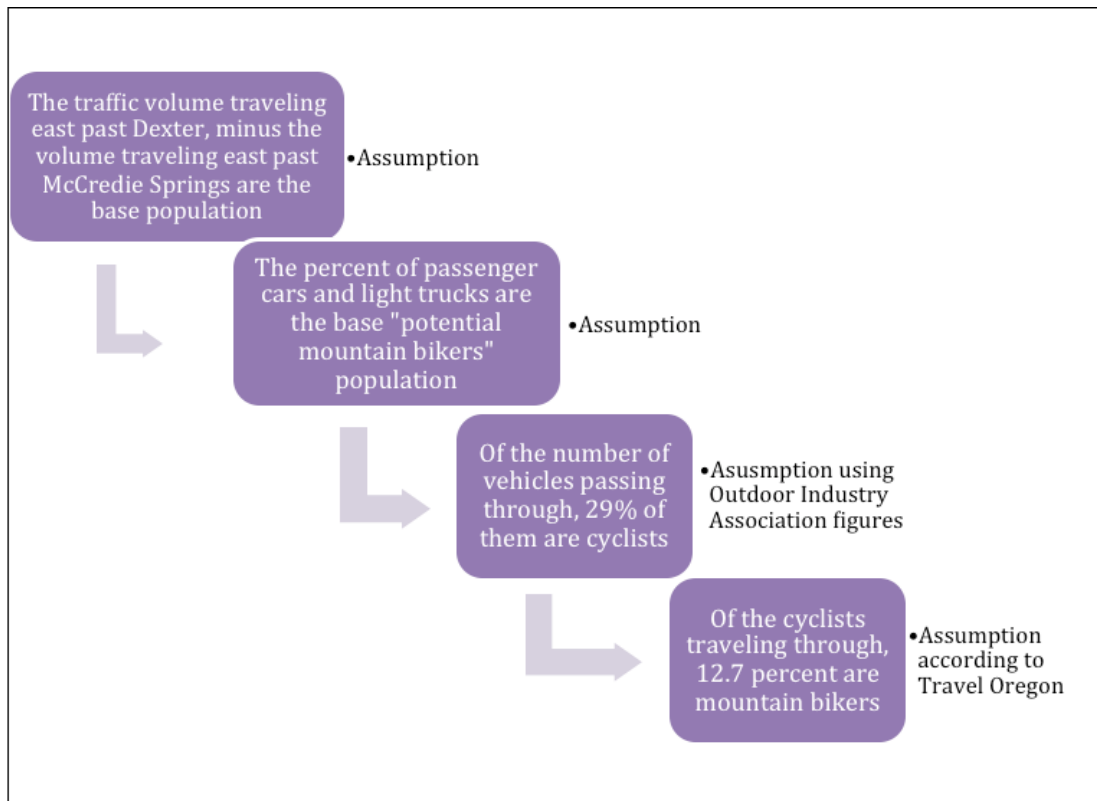 The traffic volume traveling
east past Dexter, minus the
volume traveling east past
McCredie Springs are the
base population
•Assumption
The percent of passenger
cars and light trucks are
the base "potential
mountain bikers"
population
•Assumption
Of the number of
vehicles passing
through, 29% of
them are cyclists
•Asusmption using
Outdoor Industry
Association figures
Of the cyclists
traveling through,
12.7 percent are
mountain bikers
•Assumption
according to
Travel Oregon